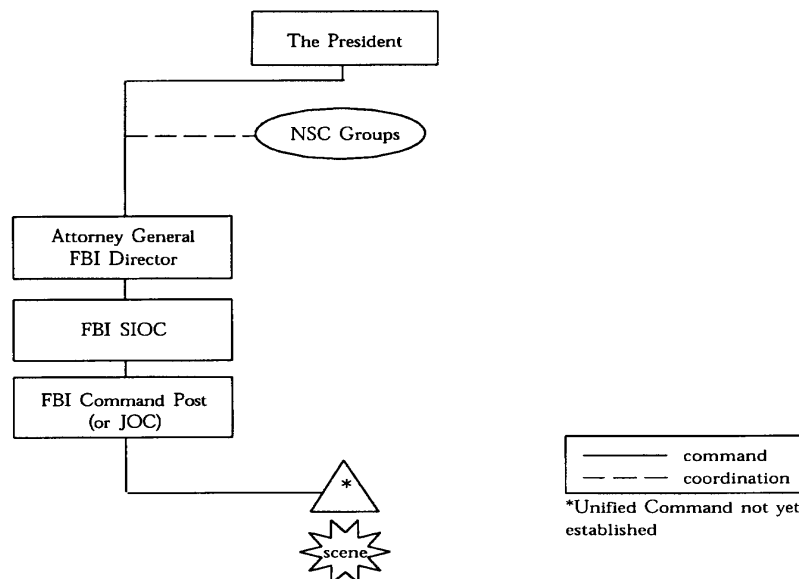 The President
NSC Groups
Attorney General
FBI Director
FBI SIOC
FBI Command Post
(or JOC)
*
scene
command
coordination
*Unified Command not yet
established